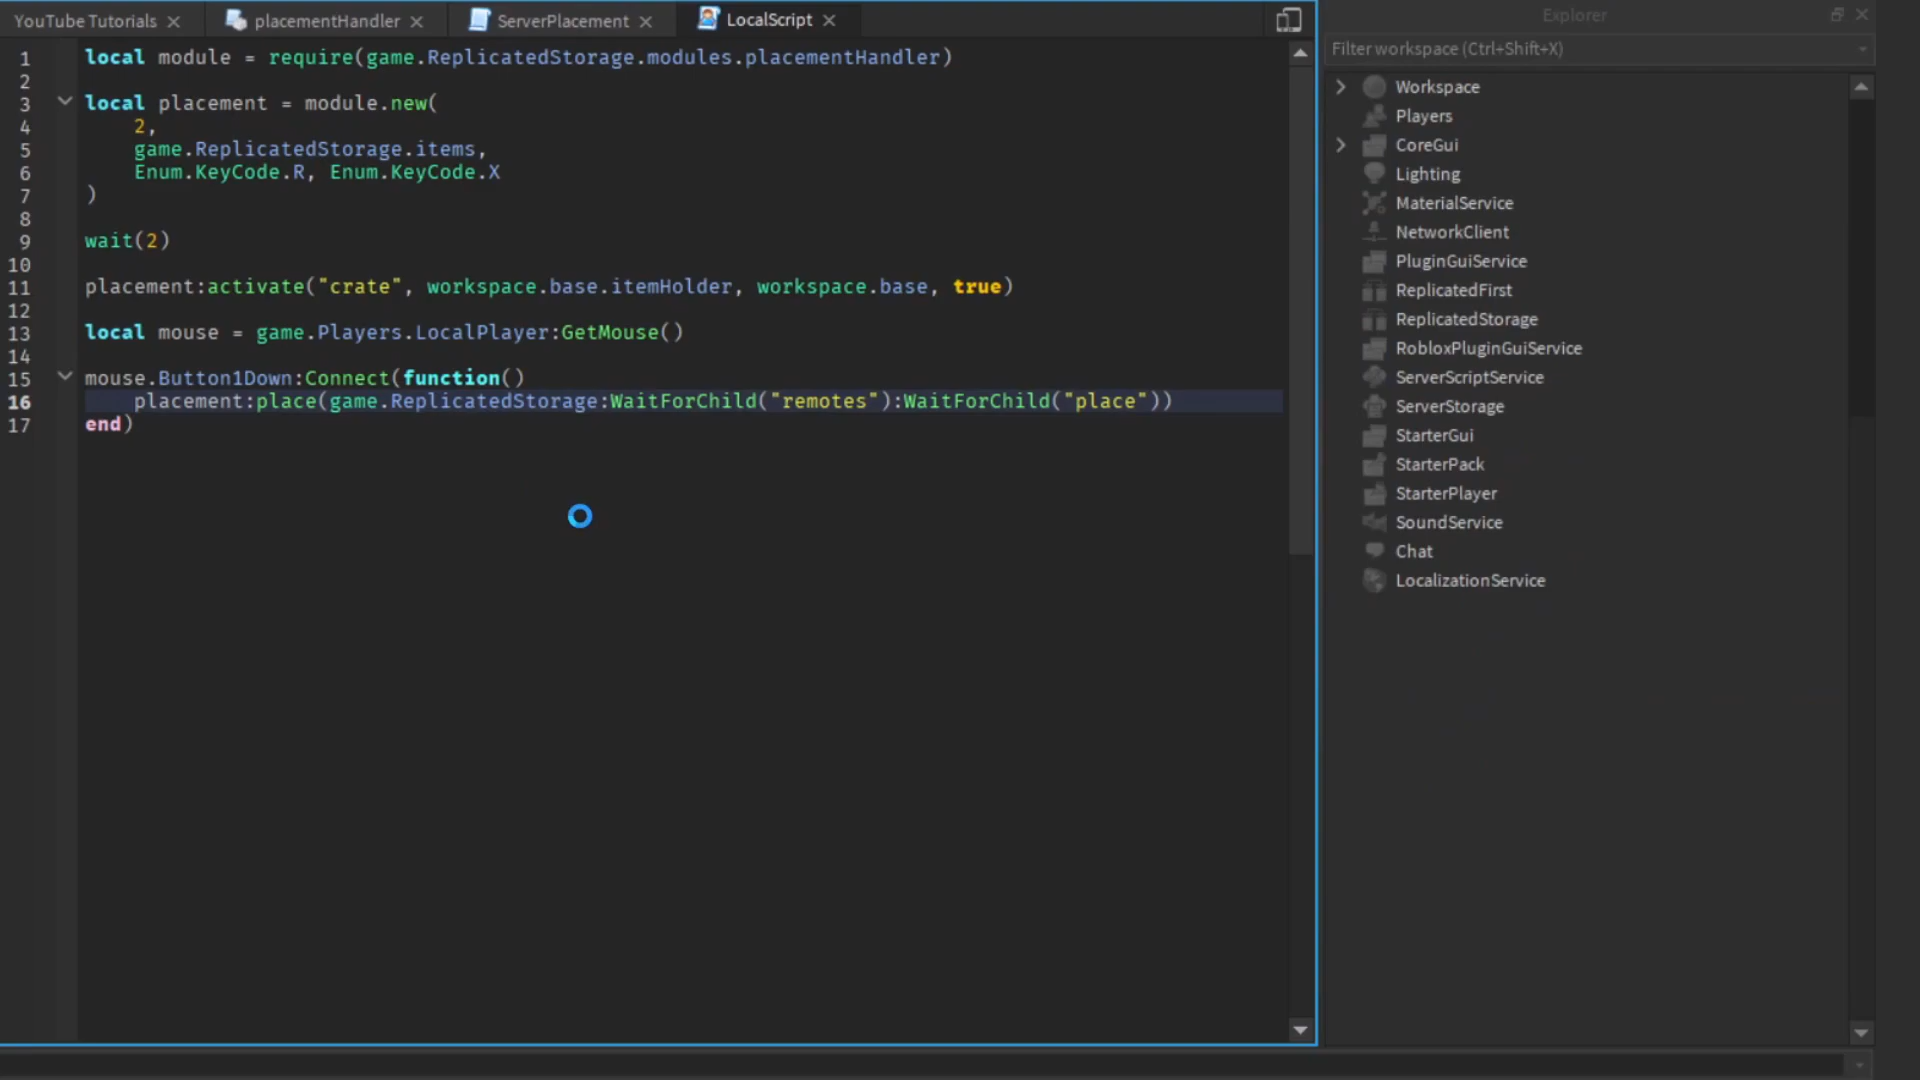 YouTube Tutorials
placementHandler
ServerPlacement
LocalScript
1 local module = require(game.ReplicatedStorage.modules.placementHandler)
2
3 local placement = module.new(
4 2,
5 game.ReplicatedStorage.items,
6 Enum.KeyCode.R, Enum.KeyCode.X
7 )
8
9 wait(2)
10
11 placement:activate("crate", workspace.base.itemHolder, workspace.base, true)
12
13 local mouse = game.Players.LocalPlayer:GetMouse()
14
15 mouse.Button1Down:Connect(function()
16 placement:place(game.ReplicatedStorage:WaitForChild("remotes"):WaitForChild("place"))
17 end)
Explorer
Filter workspace (Ctrl+Shift+X)
Workspace
Players
CoreGui
Lighting
MaterialService
NetworkClient
PluginGuiService
ReplicatedFirst
ReplicatedStorage
RobloxPluginGuiService
ServerScriptService
ServerStorage
StarterGui
StarterPack
StarterPlayer
SoundService
Chat
LocalizationService